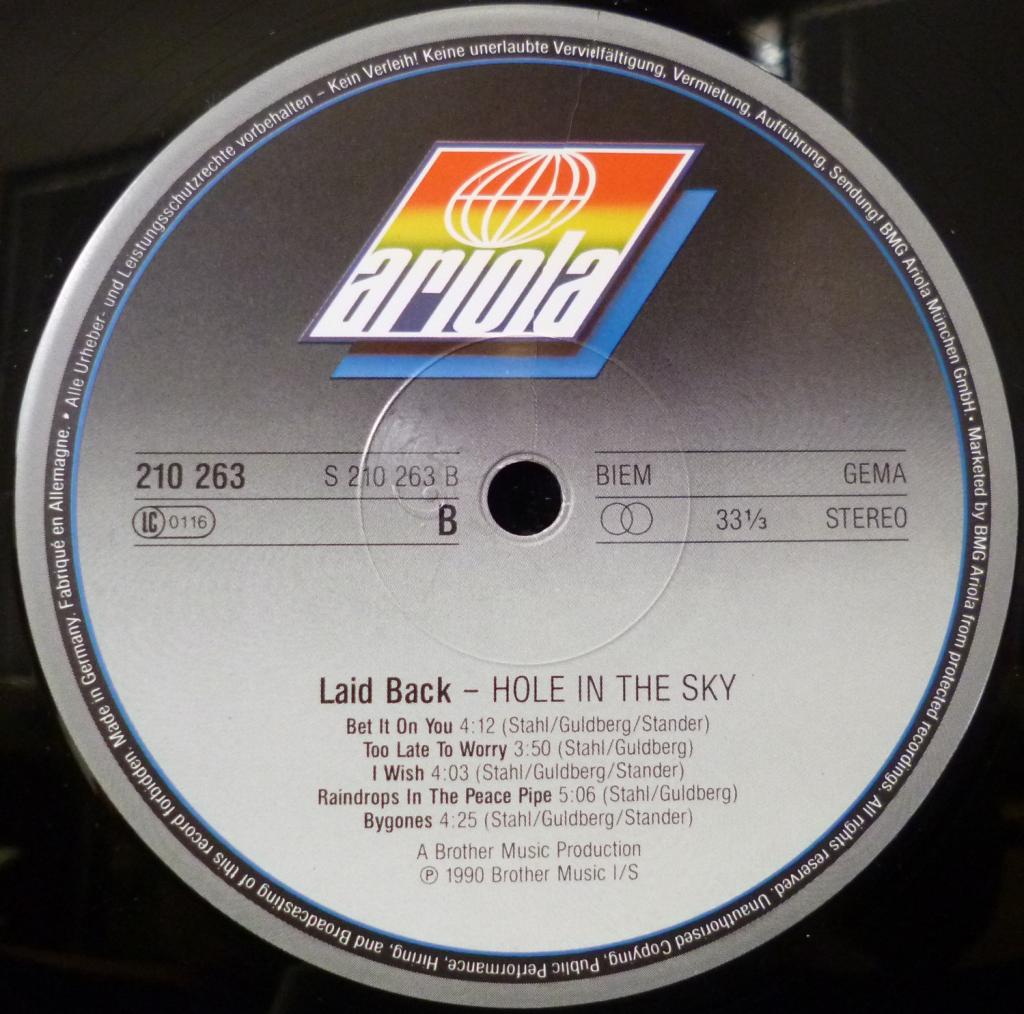 Alle Urheber- und Leistungsschutzrechte vorbehalten – Kein Verleih! Keine unerlaubte Vervielfältigung, Vermietung, Aufführung, Sendung! BMG Ariola München GmbH. • Marketed by BMG Ariola from protected recordings. All rights reserved. Unauthorised Copying, Public Performance, Hiring, and Broadcasting of this record forbidden. Made in Germany. Fabriqué en Allemagne. •
ariola
210 263 S 210 263 B
BIEM GEMA
LC 0116 B
33⅓ STEREO
Laid Back – HOLE IN THE SKY
Bet It On You 4:12 (Stahl/Guldberg/Stander)
Too Late To Worry 3:50 (Stahl/Guldberg)
I Wish 4:03 (Stahl/Guldberg/Stander)
Raindrops In The Peace Pipe 5:06 (Stahl/Guldberg)
Bygones 4:25 (Stahl/Guldberg/Stander)
A Brother Music Production
℗ 1990 Brother Music I/S